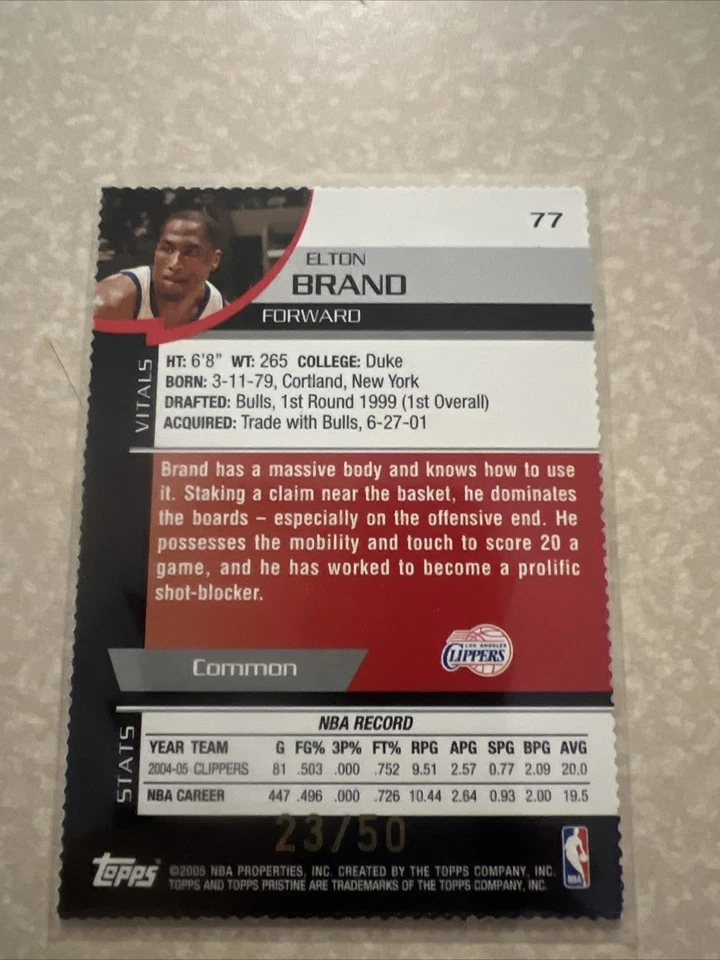 77
ELTON
BRAND
FORWARD
VITALS
HT: 6'8" WT: 265 COLLEGE: Duke
BORN: 3-11-79, Cortland, New York
DRAFTED: Bulls, 1st Round 1999 (1st Overall)
ACQUIRED: Trade with Bulls, 6-27-01
Brand has a massive body and knows how to use
it. Staking a claim near the basket, he dominates
the boards – especially on the offensive end. He
possesses the mobility and touch to score 20 a
game, and he has worked to become a prolific
shot-blocker.
LOS ANGELES
CLIPPERS
Common
STATS
NBA RECORD
YEAR TEAM G FG% 3P% FT% RPG APG SPG BPG AVG
2004-05 CLIPPERS 81 .503 .000 .752 9.51 2.57 0.77 2.09 20.0
NBA CAREER 447 .496 .000 .726 10.44 2.64 0.93 2.00 19.5
23/50
Topps
©2005 NBA PROPERTIES, INC. CREATED BY THE TOPPS COMPANY, INC.
TOPPS AND TOPPS PRISTINE ARE TRADEMARKS OF THE TOPPS COMPANY, INC.
NBA